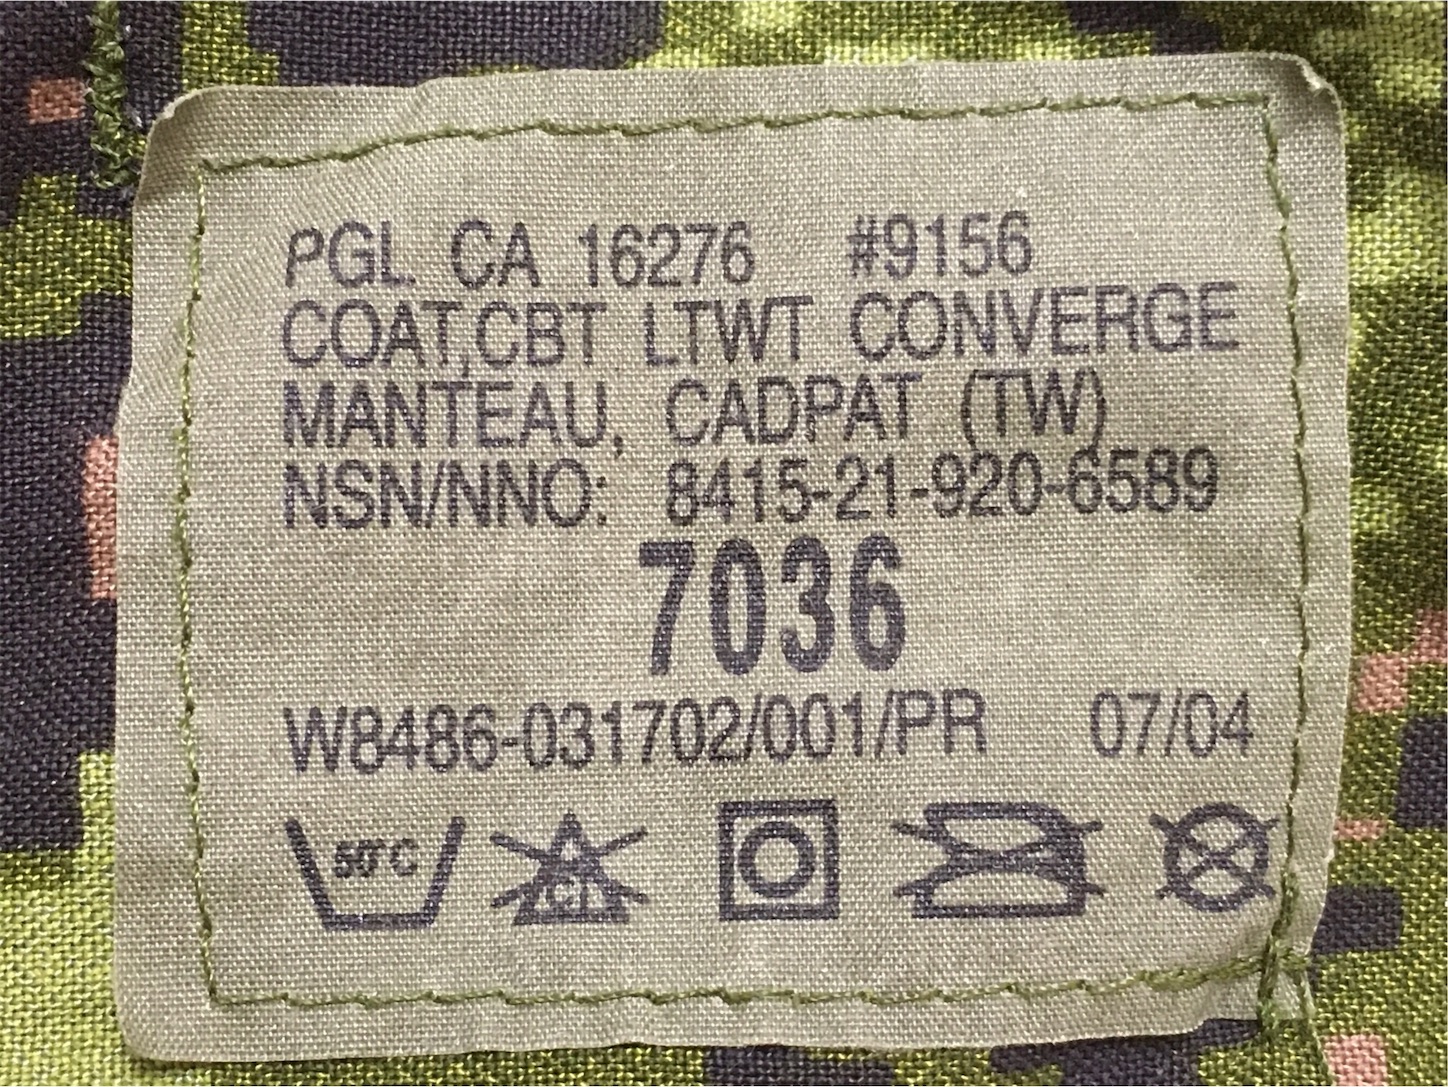 PGL CA 16276 #9156
COAT,CBT LTWT CONVERGE
MANTEAU, CADPAT (TW)
NSN/NNO: 8415-21-920-6589
7036
W8486-031702/001/PR 07/04
50°C Cl